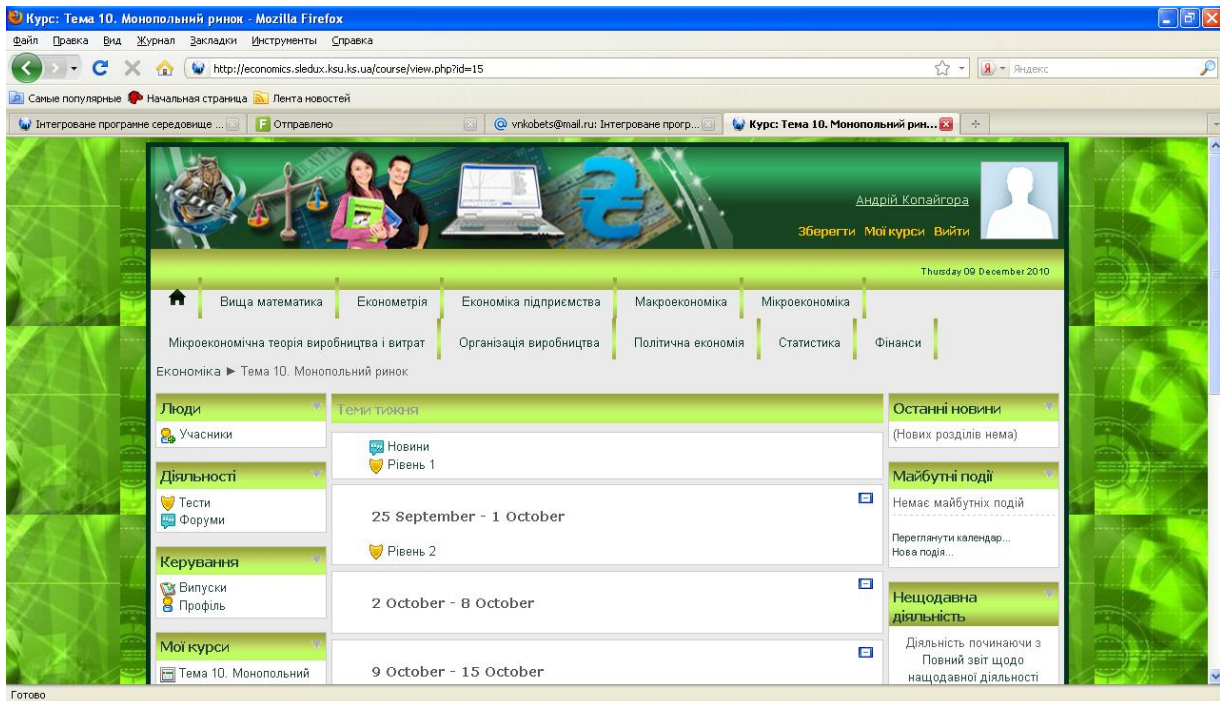 Курс: Тема 10. Монопольний ринок - Mozilla Firefox
Файл Правка Вид Журнал Закладки Инструменты Справка
http://economics.sledux.ksu.ks.ua/course/view.php?id=15
Яндекс
Самые популярные Начальная страница Лента новостей
Інтегроване програмне середовище ... Отправлено vnkobets@mail.ru: Інтегроване прогр... Курс: Тема 10. Монопольний рин...
Андрій Копайгора
Зберегти Мої курси Вийти
Thursday 09 December 2010
Вища математика Економетрія Економіка підприємства Макроекономіка Мікроекономіка
Мікроекономічна теорія виробництва і витрат Організація виробництва Політична економія Статистика Фінанси
Економіка ► Тема 10. Монопольний ринок
Люди
Учасники
Діяльності
Тести
Форуми
Керування
Випуски
Профіль
Мої курси
Тема 10. Монопольний
Теми тижня
Новини
Рівень 1
25 September - 1 October
Рівень 2
2 October - 8 October
9 October - 15 October
Останні новини
(Нових розділів нема)
Майбутні події
Немає майбутніх подій
Переглянути календар...
Нова подія...
Нещодавна
діяльність
Діяльність починаючи з
Повний звіт щодо
нащодавної діяльності
Готово